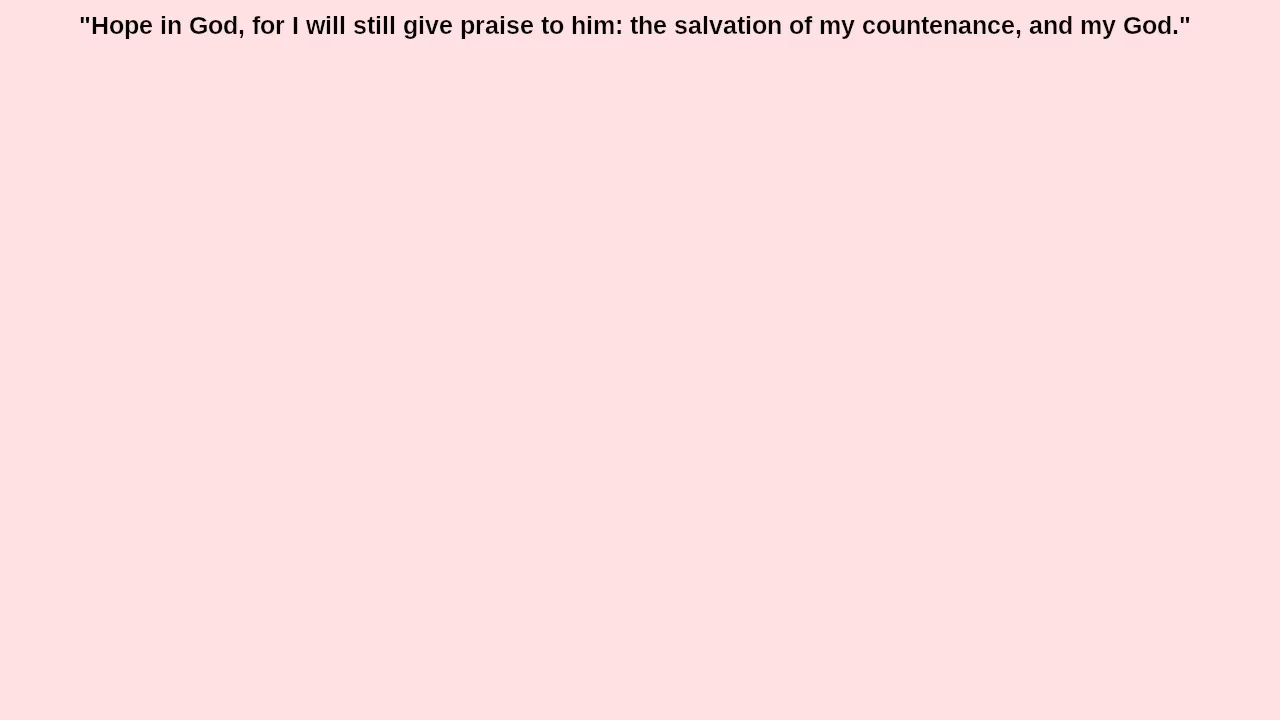 "Hope in God, for I will still give praise to him: the salvation of my countenance, and my God."